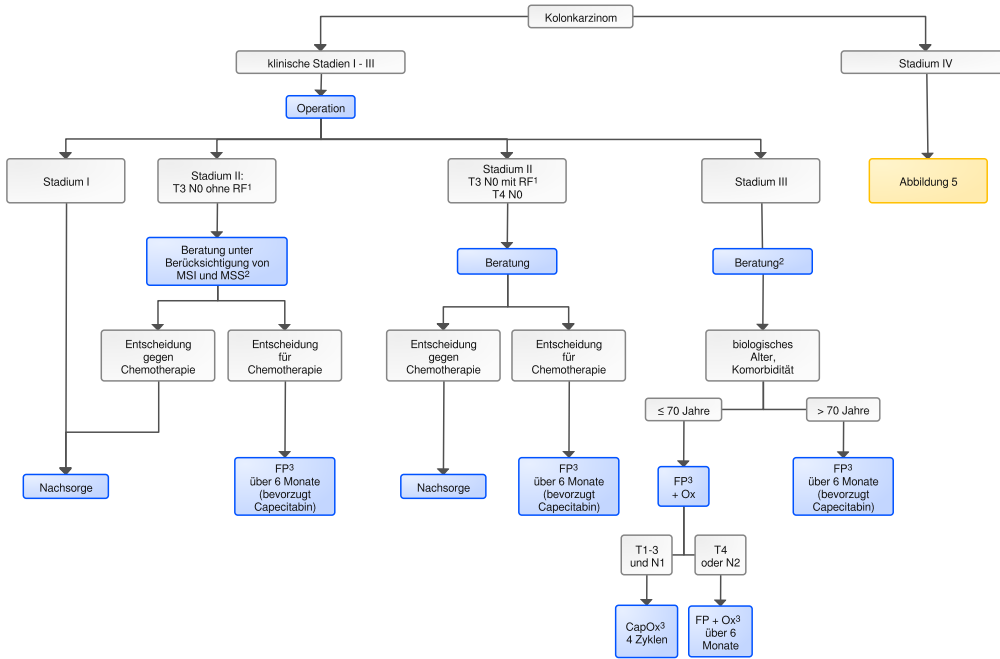 Kolonkarzinom
klinische Stadien I - III
Stadium IV
Operation
Stadium I
Stadium II:
T3 N0 ohne RF¹
Stadium II
T3 N0 mit RF¹
T4 N0
Stadium III
Abbildung 5
Beratung unter
Berücksichtigung von
MSI und MSS²
Beratung
Beratung²
Entscheidung
gegen
Chemotherapie
Entscheidung
für
Chemotherapie
Entscheidung
gegen
Chemotherapie
Entscheidung
für
Chemotherapie
biologisches
Alter,
Komorbidität
≤ 70 Jahre
> 70 Jahre
Nachsorge
FP³
über 6 Monate
(bevorzugt
Capecitabin)
Nachsorge
FP³
über 6 Monate
(bevorzugt
Capecitabin)
FP³
+ Ox
FP³
über 6 Monate
(bevorzugt
Capecitabin)
T1-3
und N1
T4
oder N2
CapOx³
4 Zyklen
FP + Ox³
über 6
Monate